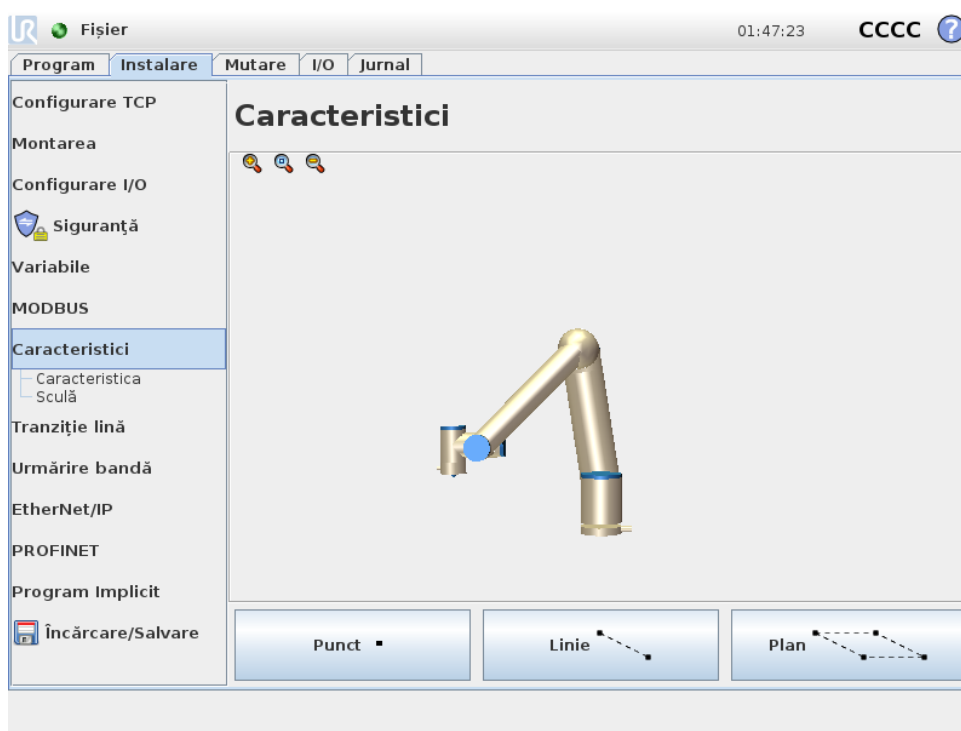 UR Fișier 01:47:23 CCCC ?
Program Instalare Mutare I/O Jurnal
Configurare TCP
Montarea
Configurare I/O
Siguranță
Variabile
MODBUS
Caracteristici
Caracteristica
Sculă
Tranziție lină
Urmărire bandă
EtherNet/IP
PROFINET
Program Implicit
Încărcare/Salvare
Caracteristici
Punct
Linie
Plan